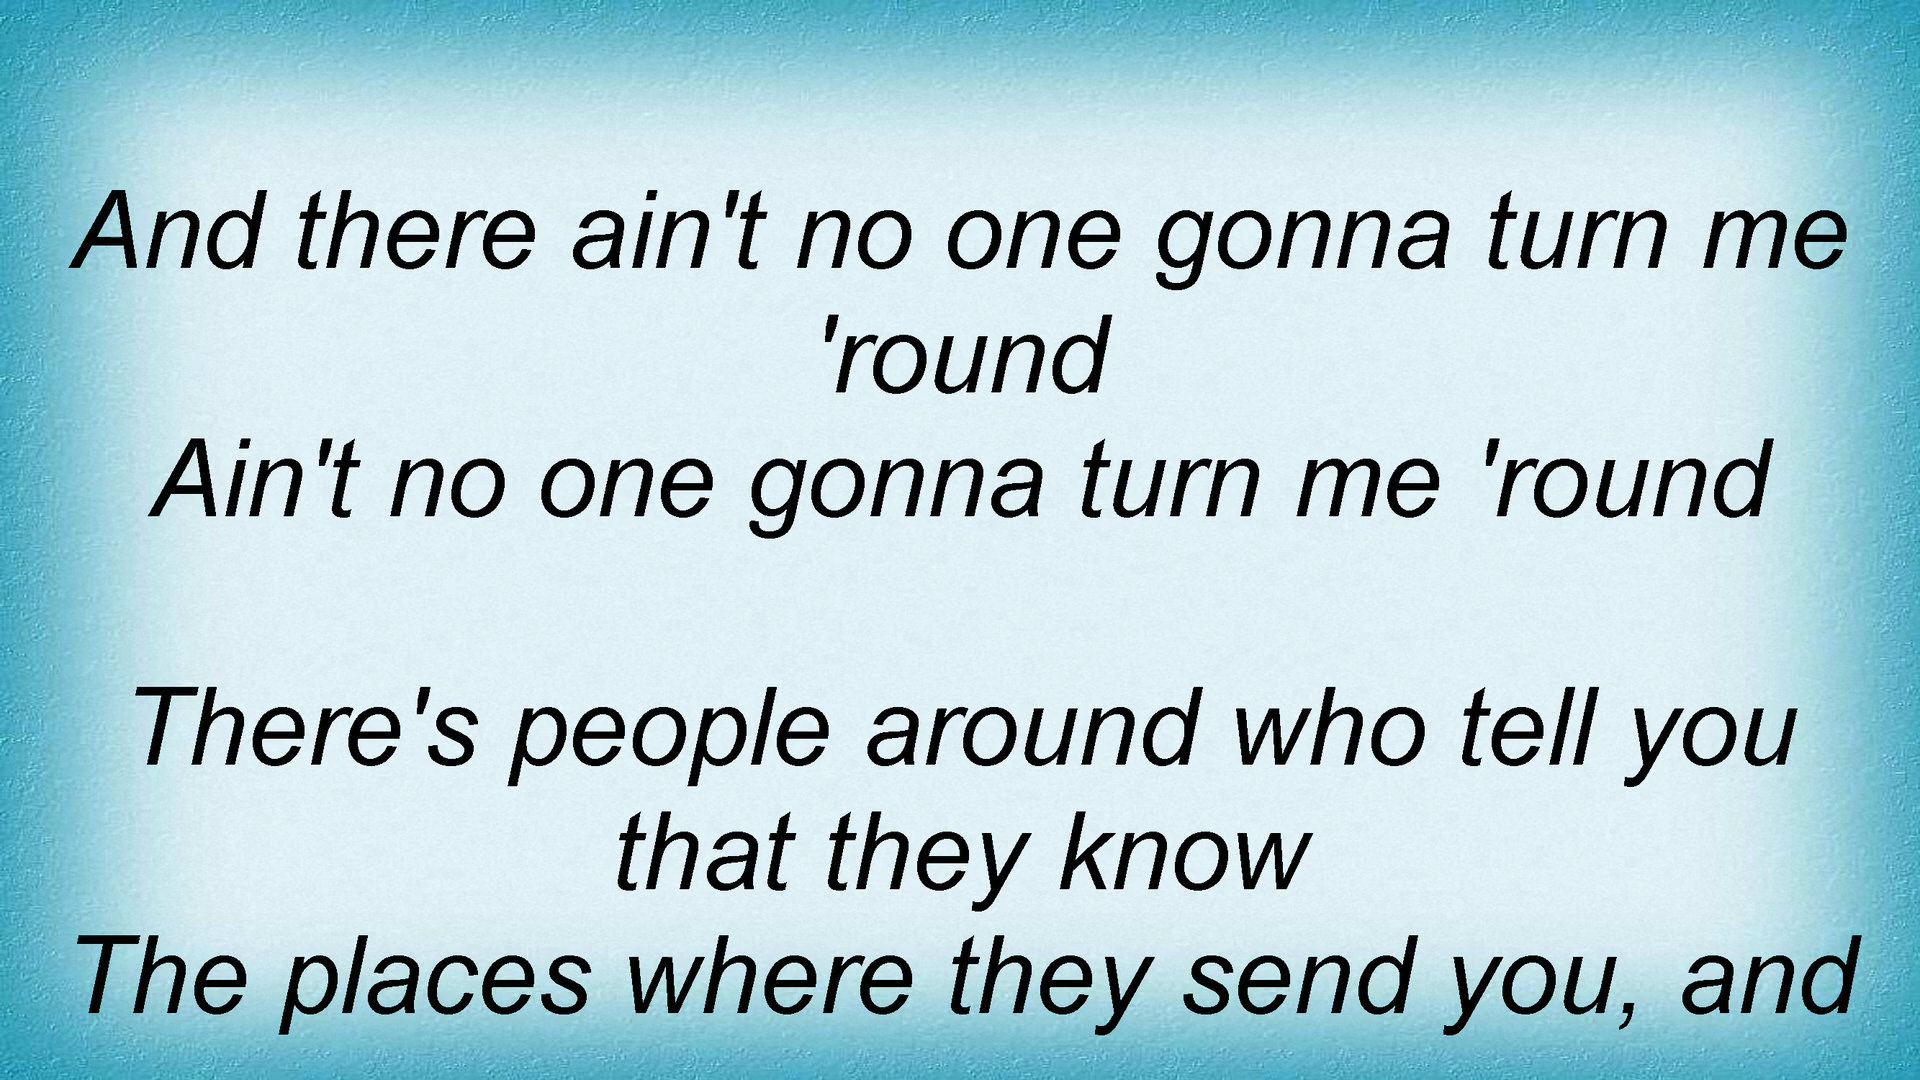 And there ain't no one gonna turn me
'round
Ain't no one gonna turn me 'round
There's people around who tell you
that they know
The places where they send you, and